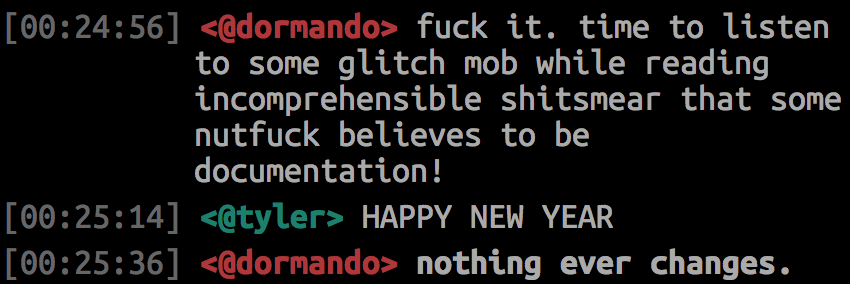 [00:24:56] <@dormando> fuck it. time to listen
to some glitch mob while reading
incomprehensible shitsmear that some
nutfuck believes to be
documentation!
[00:25:14] <@tyler> HAPPY NEW YEAR
[00:25:36] <@dormando> nothing ever changes.